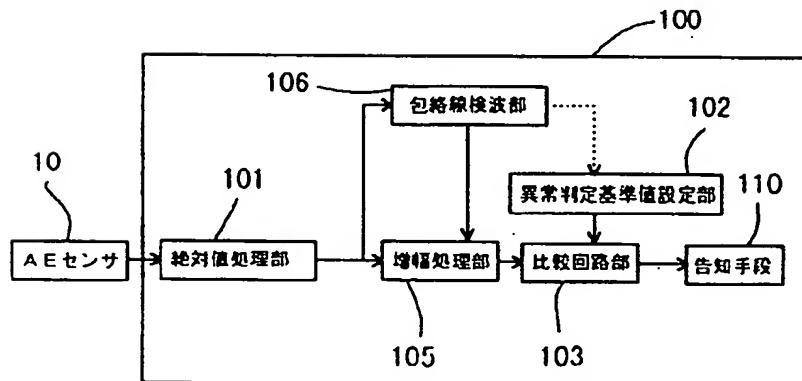 100
106
包絡線検波部
102
10
101
異常判定基準値設定部
110
AEセンサ
絶対値処理部
増幅処理部
比較回路部
告知手段
105
103